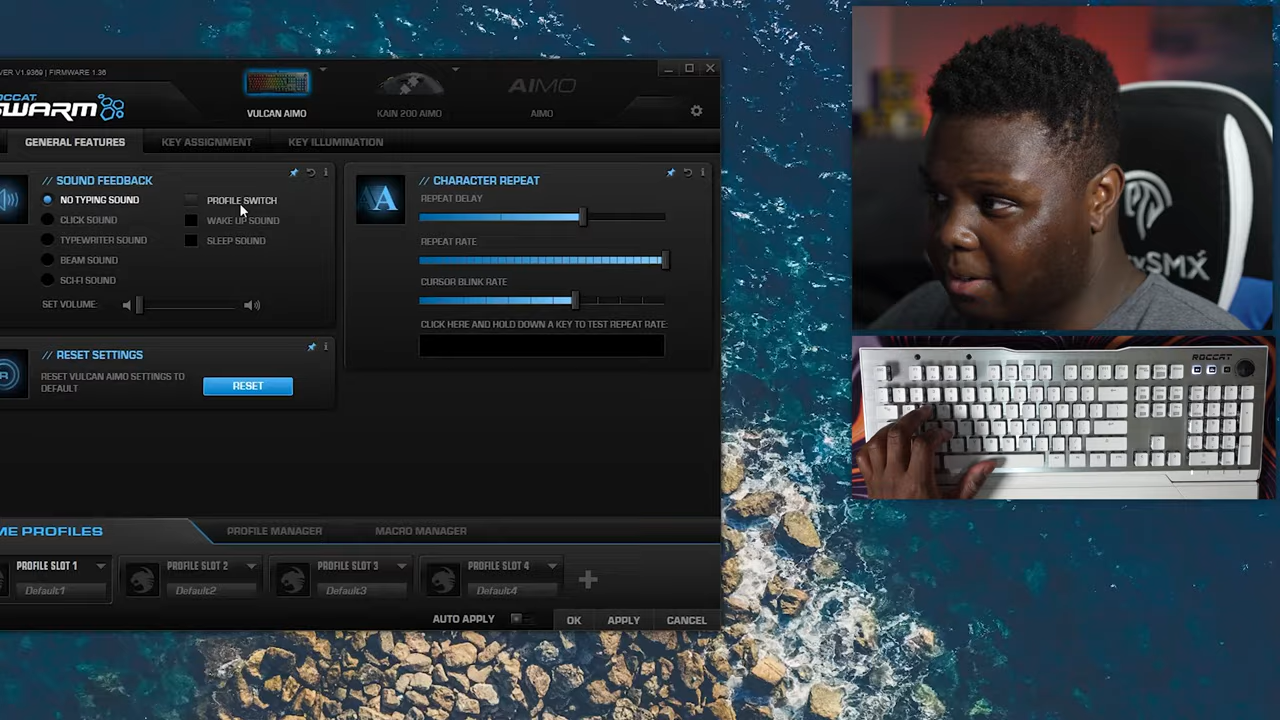 VER V1.9369 | FIRMWARE 1.36
ROCCAT
SWARM
VULCAN AIMO
KAIN 200 AIMO
AIMO
AIMO
GENERAL FEATURES
KEY ASSIGNMENT
KEY ILLUMINATION
// SOUND FEEDBACK
NO TYPING SOUND
CLICK SOUND
TYPEWRITER SOUND
BEAM SOUND
SCI-FI SOUND
PROFILE SWITCH
WAKE UP SOUND
SLEEP SOUND
SET VOLUME:
// CHARACTER REPEAT
REPEAT DELAY
REPEAT RATE
CURSOR BLINK RATE
CLICK HERE AND HOLD DOWN A KEY TO TEST REPEAT RATE:
// RESET SETTINGS
RESET VULCAN AIMO SETTINGS TO
DEFAULT
RESET
ME PROFILES
PROFILE MANAGER
MACRO MANAGER
PROFILE SLOT 1
Default1
PROFILE SLOT 2
Default2
PROFILE SLOT 3
Default3
PROFILE SLOT 4
Default4
AUTO APPLY
OK
APPLY
CANCEL
SMX
ROCCAT